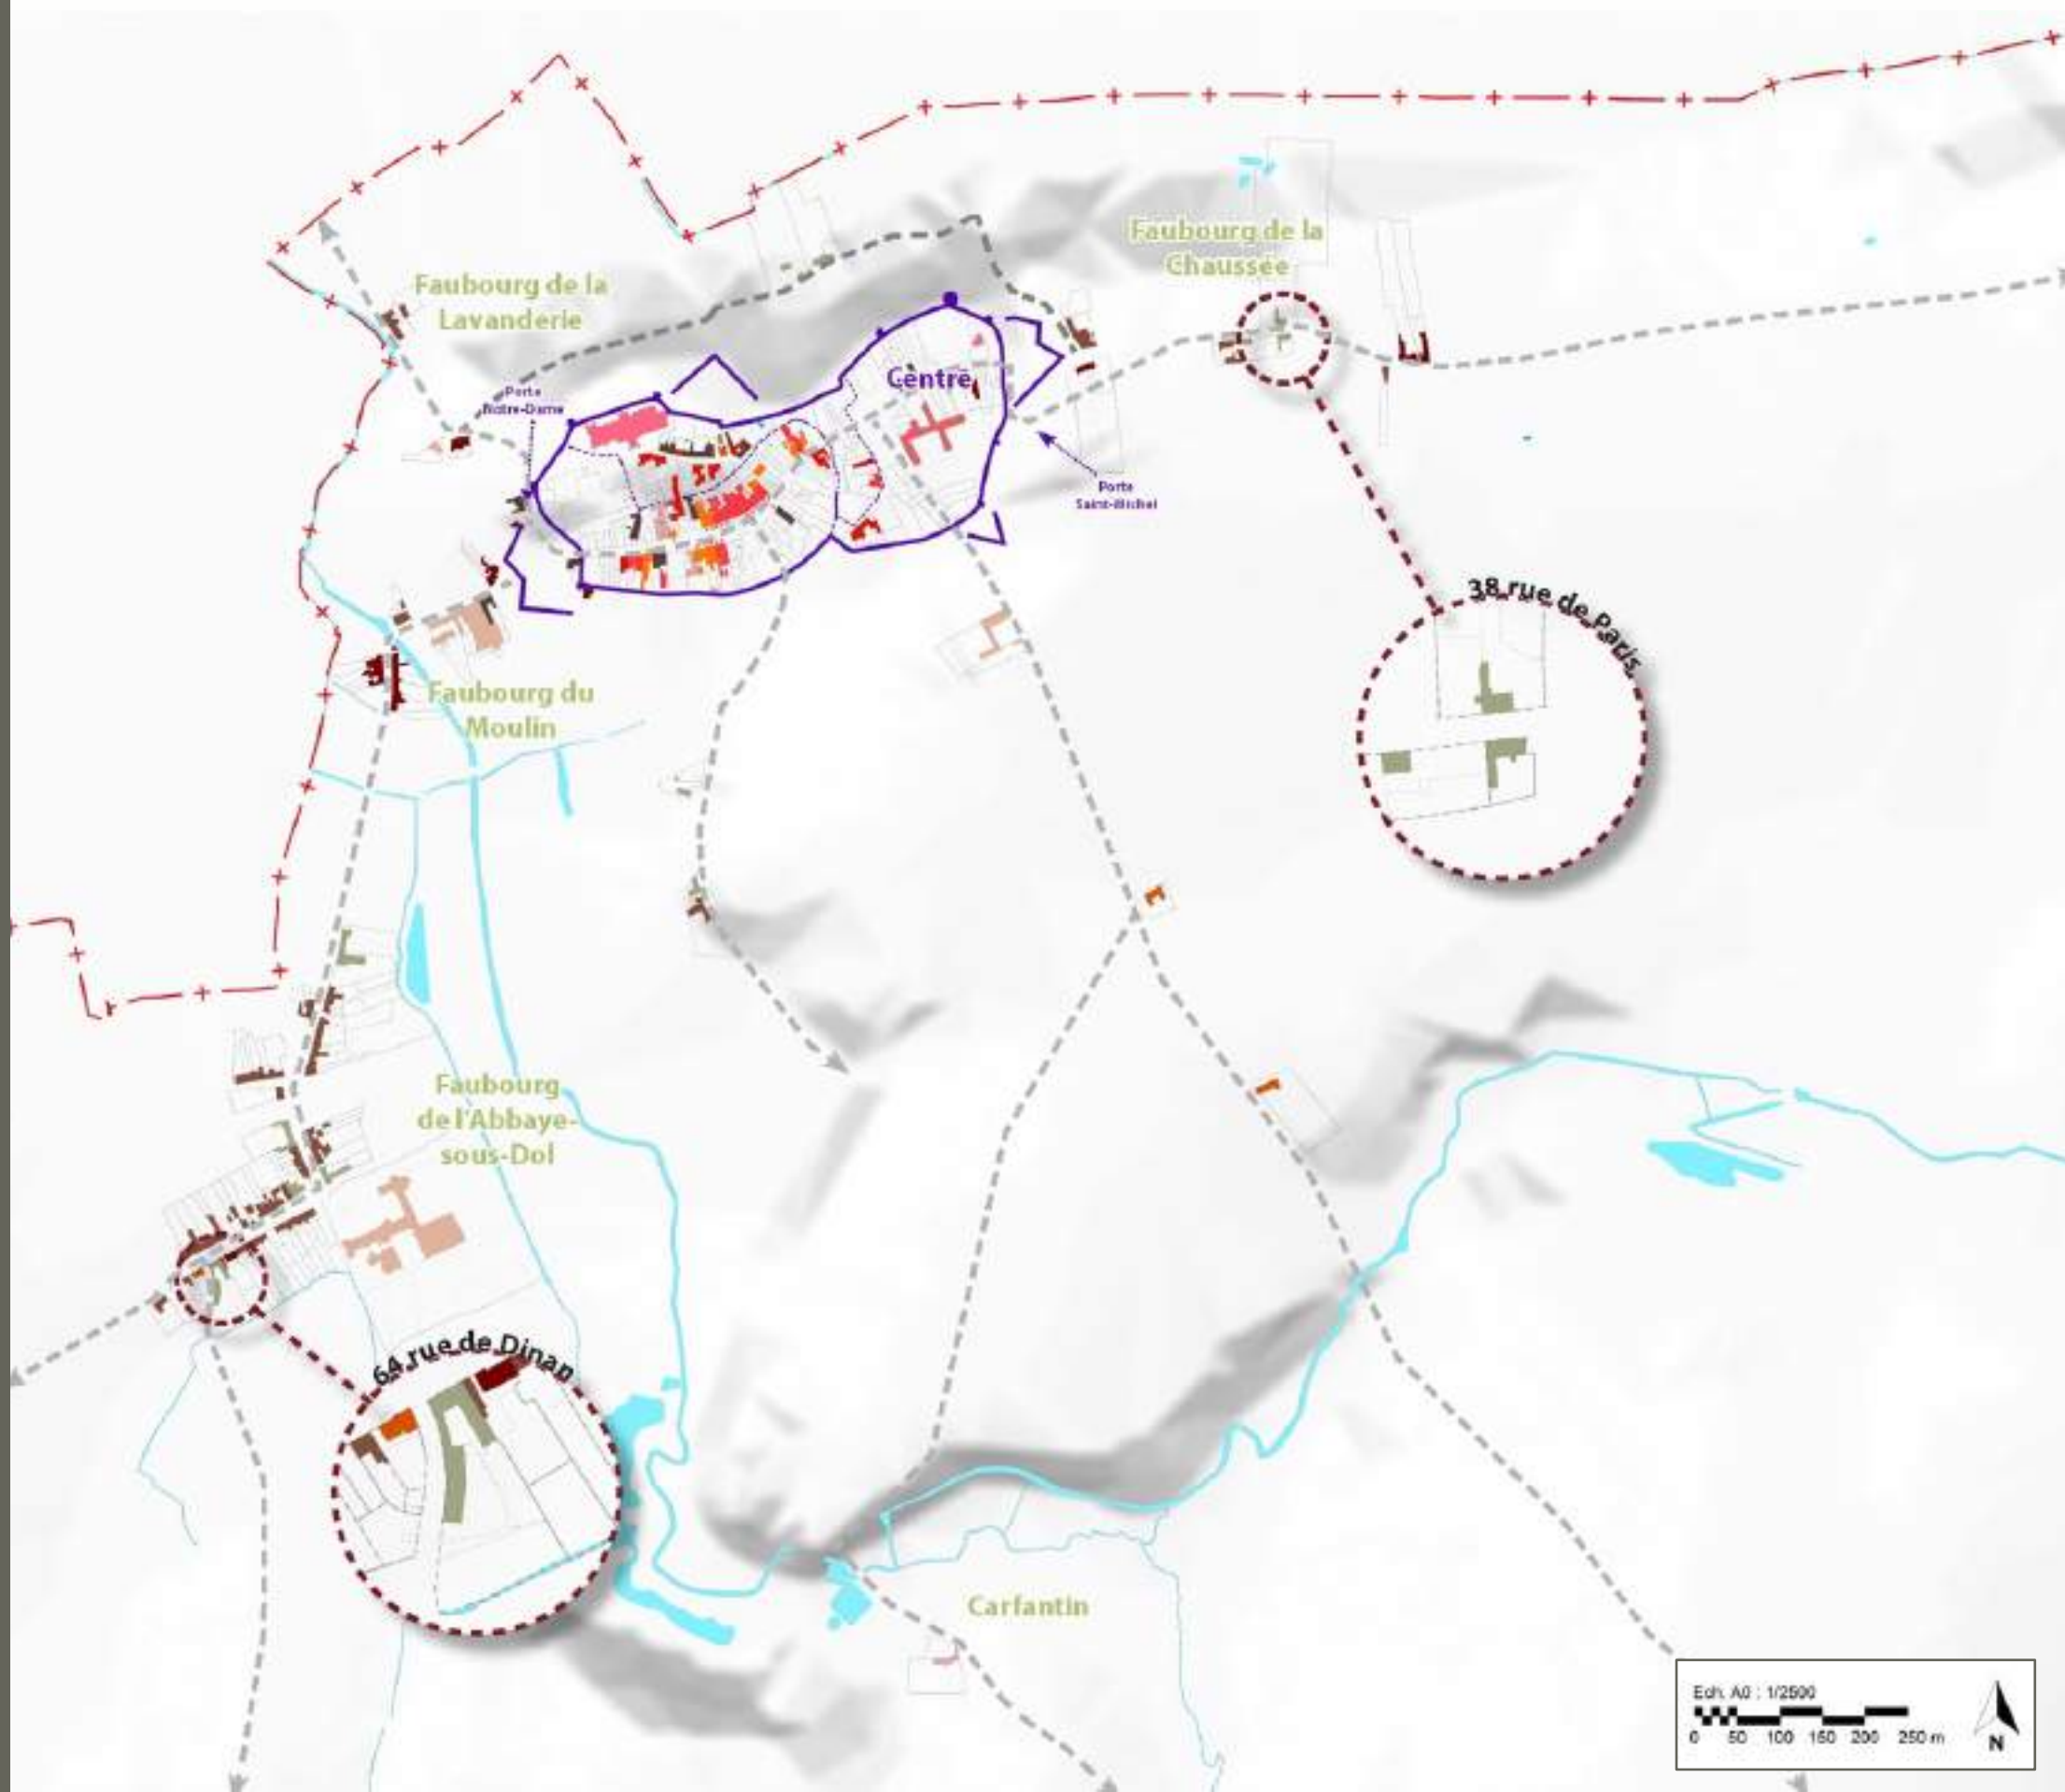 Faubourg de la
Chaussée
Faubourg de la
Lavanderie
Centre
Porte
Notre-Dame
Porte
Saint-Michel
38 rue de Paris
Faubourg du
Moulin
Faubourg
de l'Abbaye-
sous-Dol
64 rue de Dinan
Carfantin
Ech. A0 : 1/2500
0 50 100 150 200 250 m
N